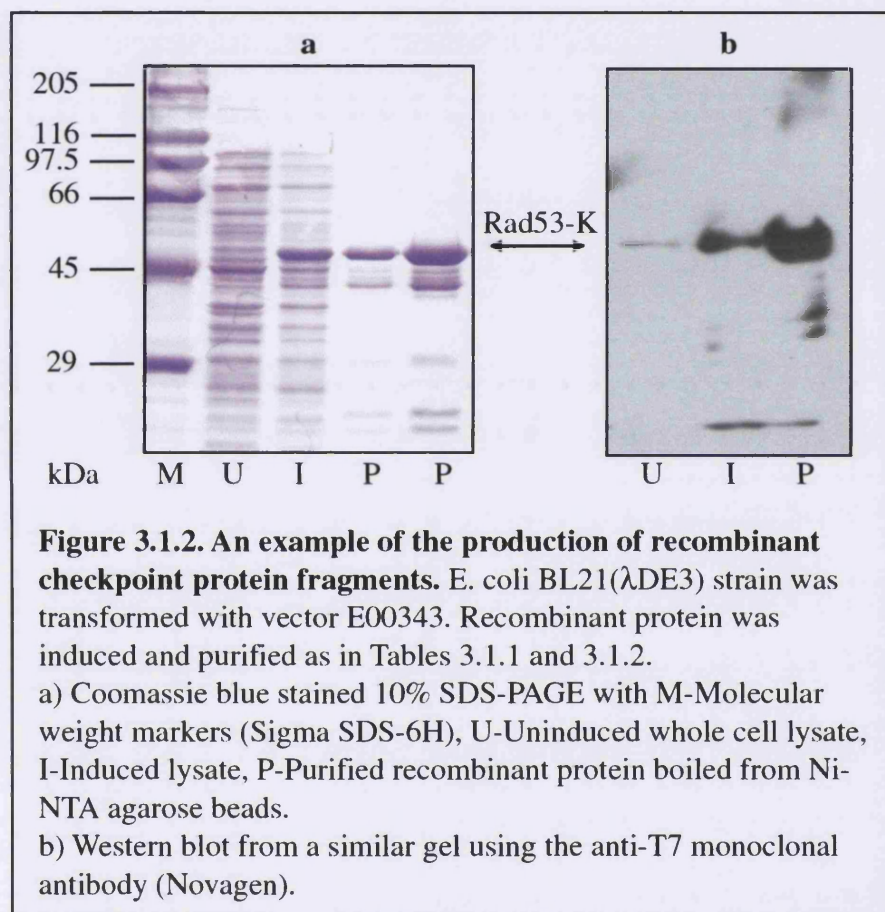 a
b
205
116
97.5
66
45
29
Rad53-K
kDa M U I P P
U I P
Figure 3.1.2. An example of the production of recombinant
checkpoint protein fragments. E. coli BL21(λDE3) strain was
transformed with vector E00343. Recombinant protein was
induced and purified as in Tables 3.1.1 and 3.1.2.
a) Coomassie blue stained 10% SDS-PAGE with M-Molecular
weight markers (Sigma SDS-6H), U-Uninduced whole cell lysate,
I-Induced lysate, P-Purified recombinant protein boiled from Ni-
NTA agarose beads.
b) Western blot from a similar gel using the anti-T7 monoclonal
antibody (Novagen).